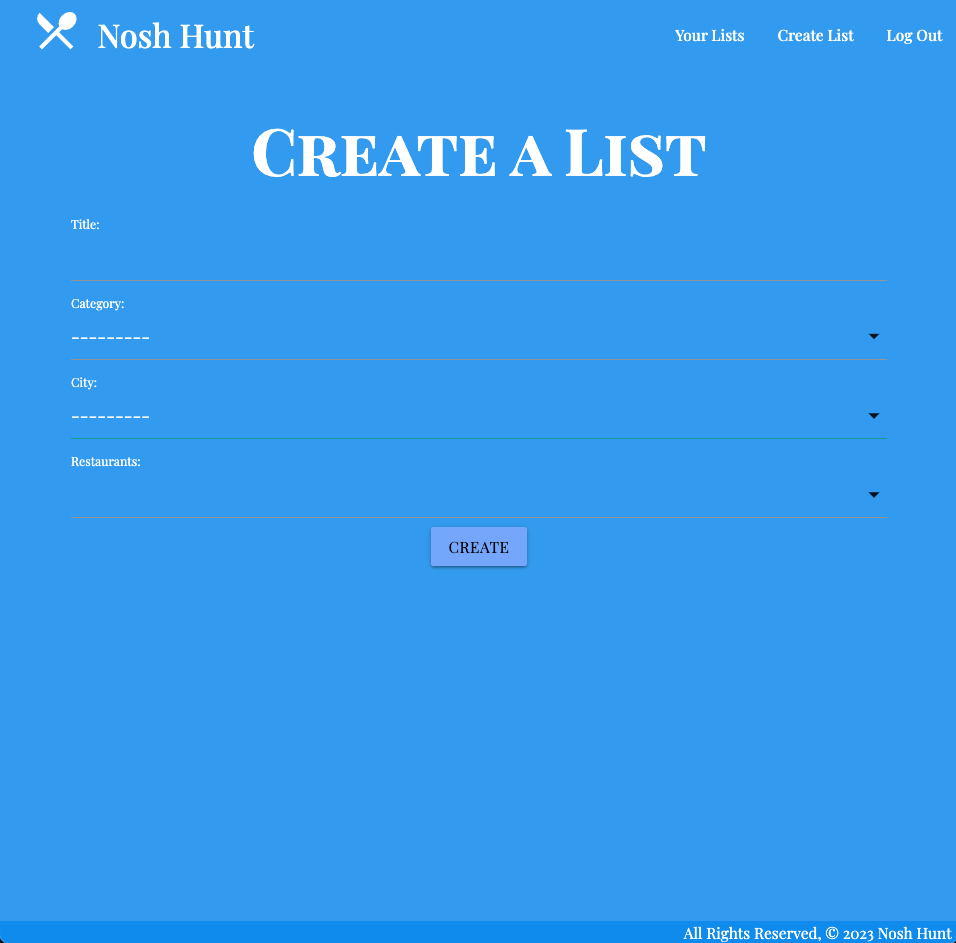 Nosh Hunt
Your Lists Create List Log Out
Create a List
Title:
Category:
---------
City:
---------
Restaurants:
CREATE
All Rights Reserved, © 2023 Nosh Hunt